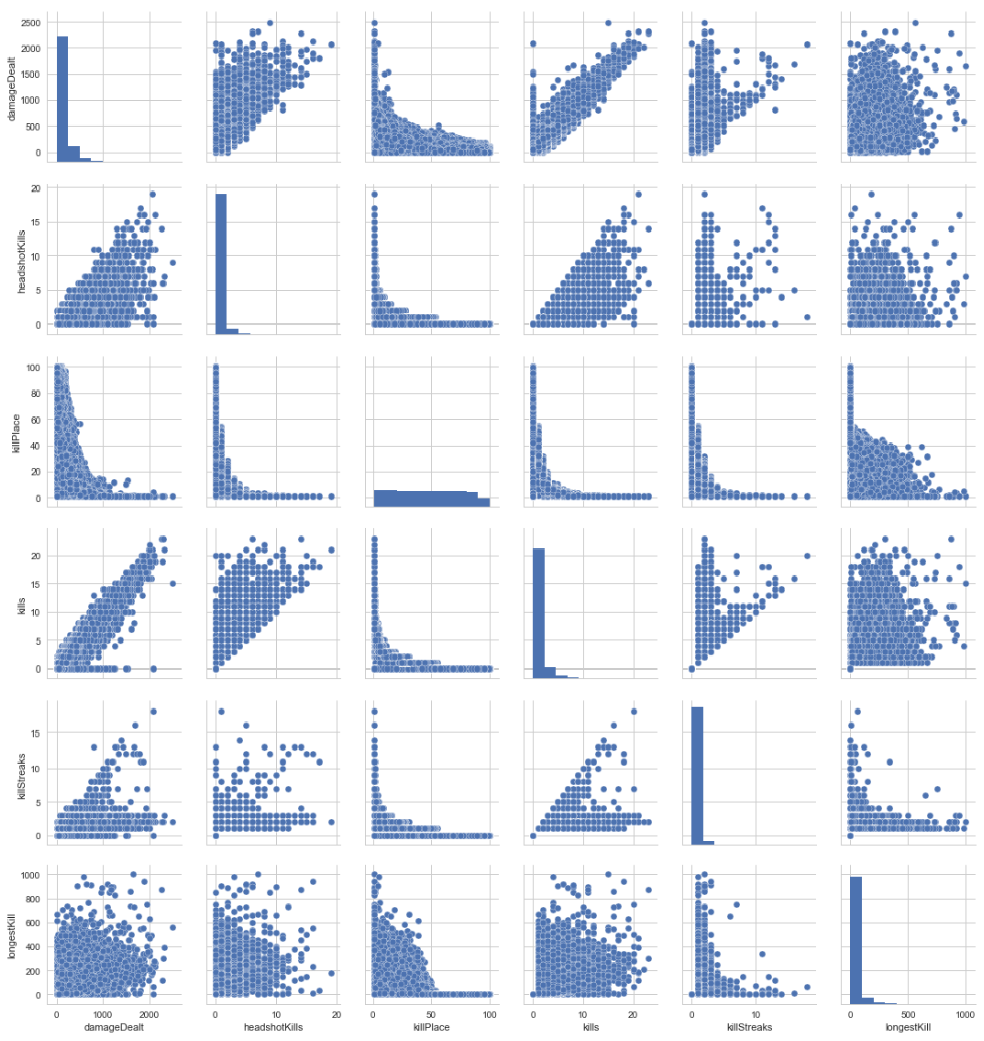 2500
2000
1500
1000
500
0
damageDealt
20
15
10
5
0
headshotKills
100
80
60
40
20
0
killPlace
20
15
10
5
0
kills
15
10
5
0
killStreaks
1000
800
600
400
200
0
longestKill
0 1000 2000
0 10 20
0 50 100
0 10 20
0 10
0 500 1000
damageDealt headshotKills killPlace kills killStreaks longestKill